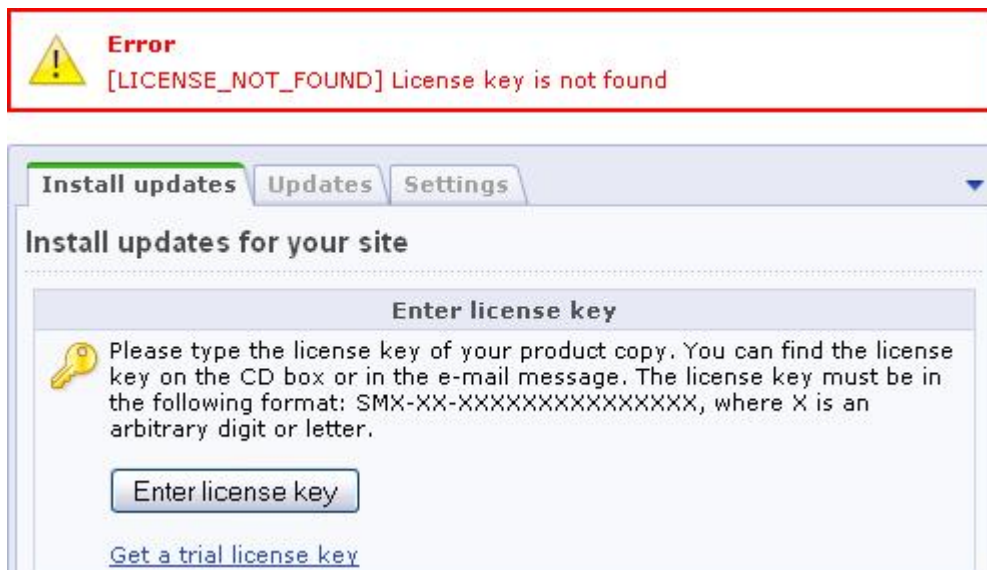 Error
[LICENSE_NOT_FOUND] License key is not found
Install updates Updates Settings
Install updates for your site
Enter license key
Please type the license key of your product copy. You can find the license
key on the CD box or in the e-mail message. The license key must be in
the following format: SMX-XX-XXXXXXXXXXXXXXX, where X is an
arbitrary digit or letter.
Enter license key
Get a trial license key